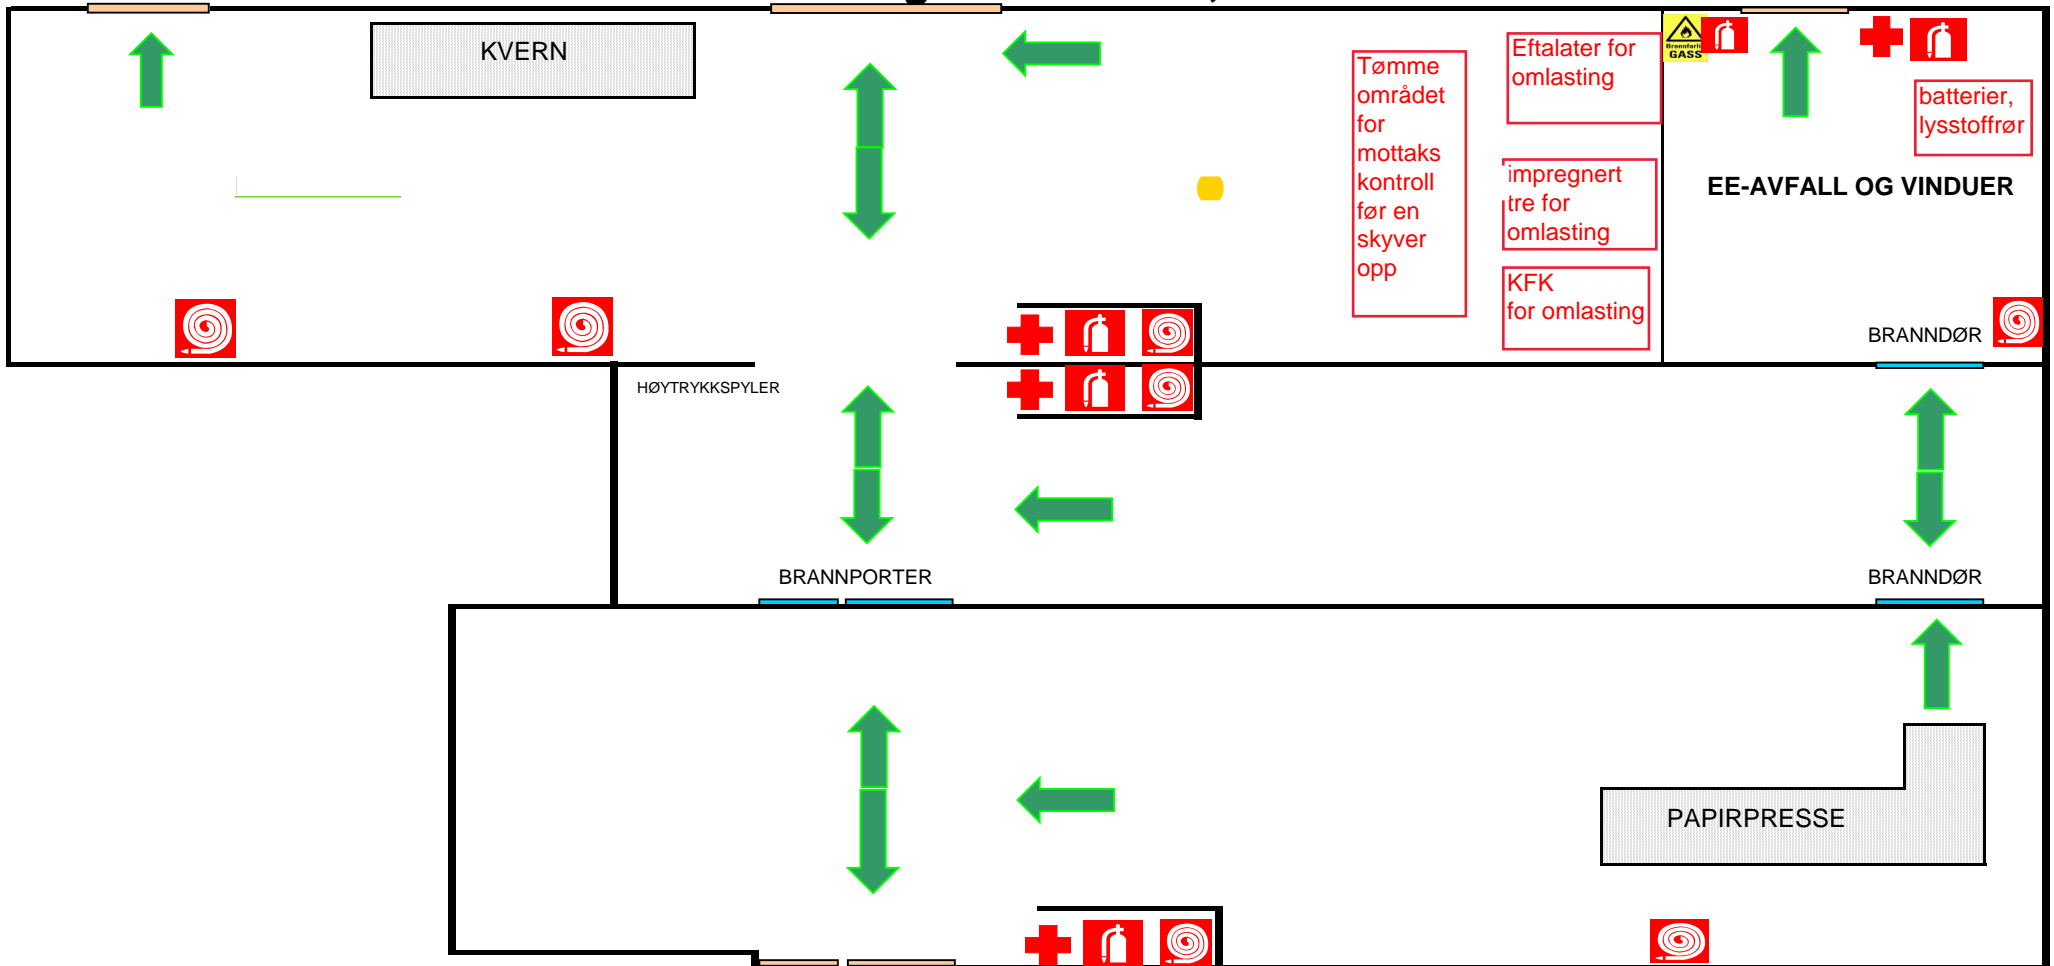 KVERN
Tømme
området
for
mottaks
kontroll
før en
skyver
opp
Eftalater for
omlasting
impregnert
tre for
omlasting
KFK
for omlasting
Brannfarlig
GASS
batterier,
lysstoffrør
EE-AVFALL OG VINDUER
BRANNDØR
HØYTRYKKSPYLER
BRANNPORTER
BRANNDØR
PAPIRPRESSE